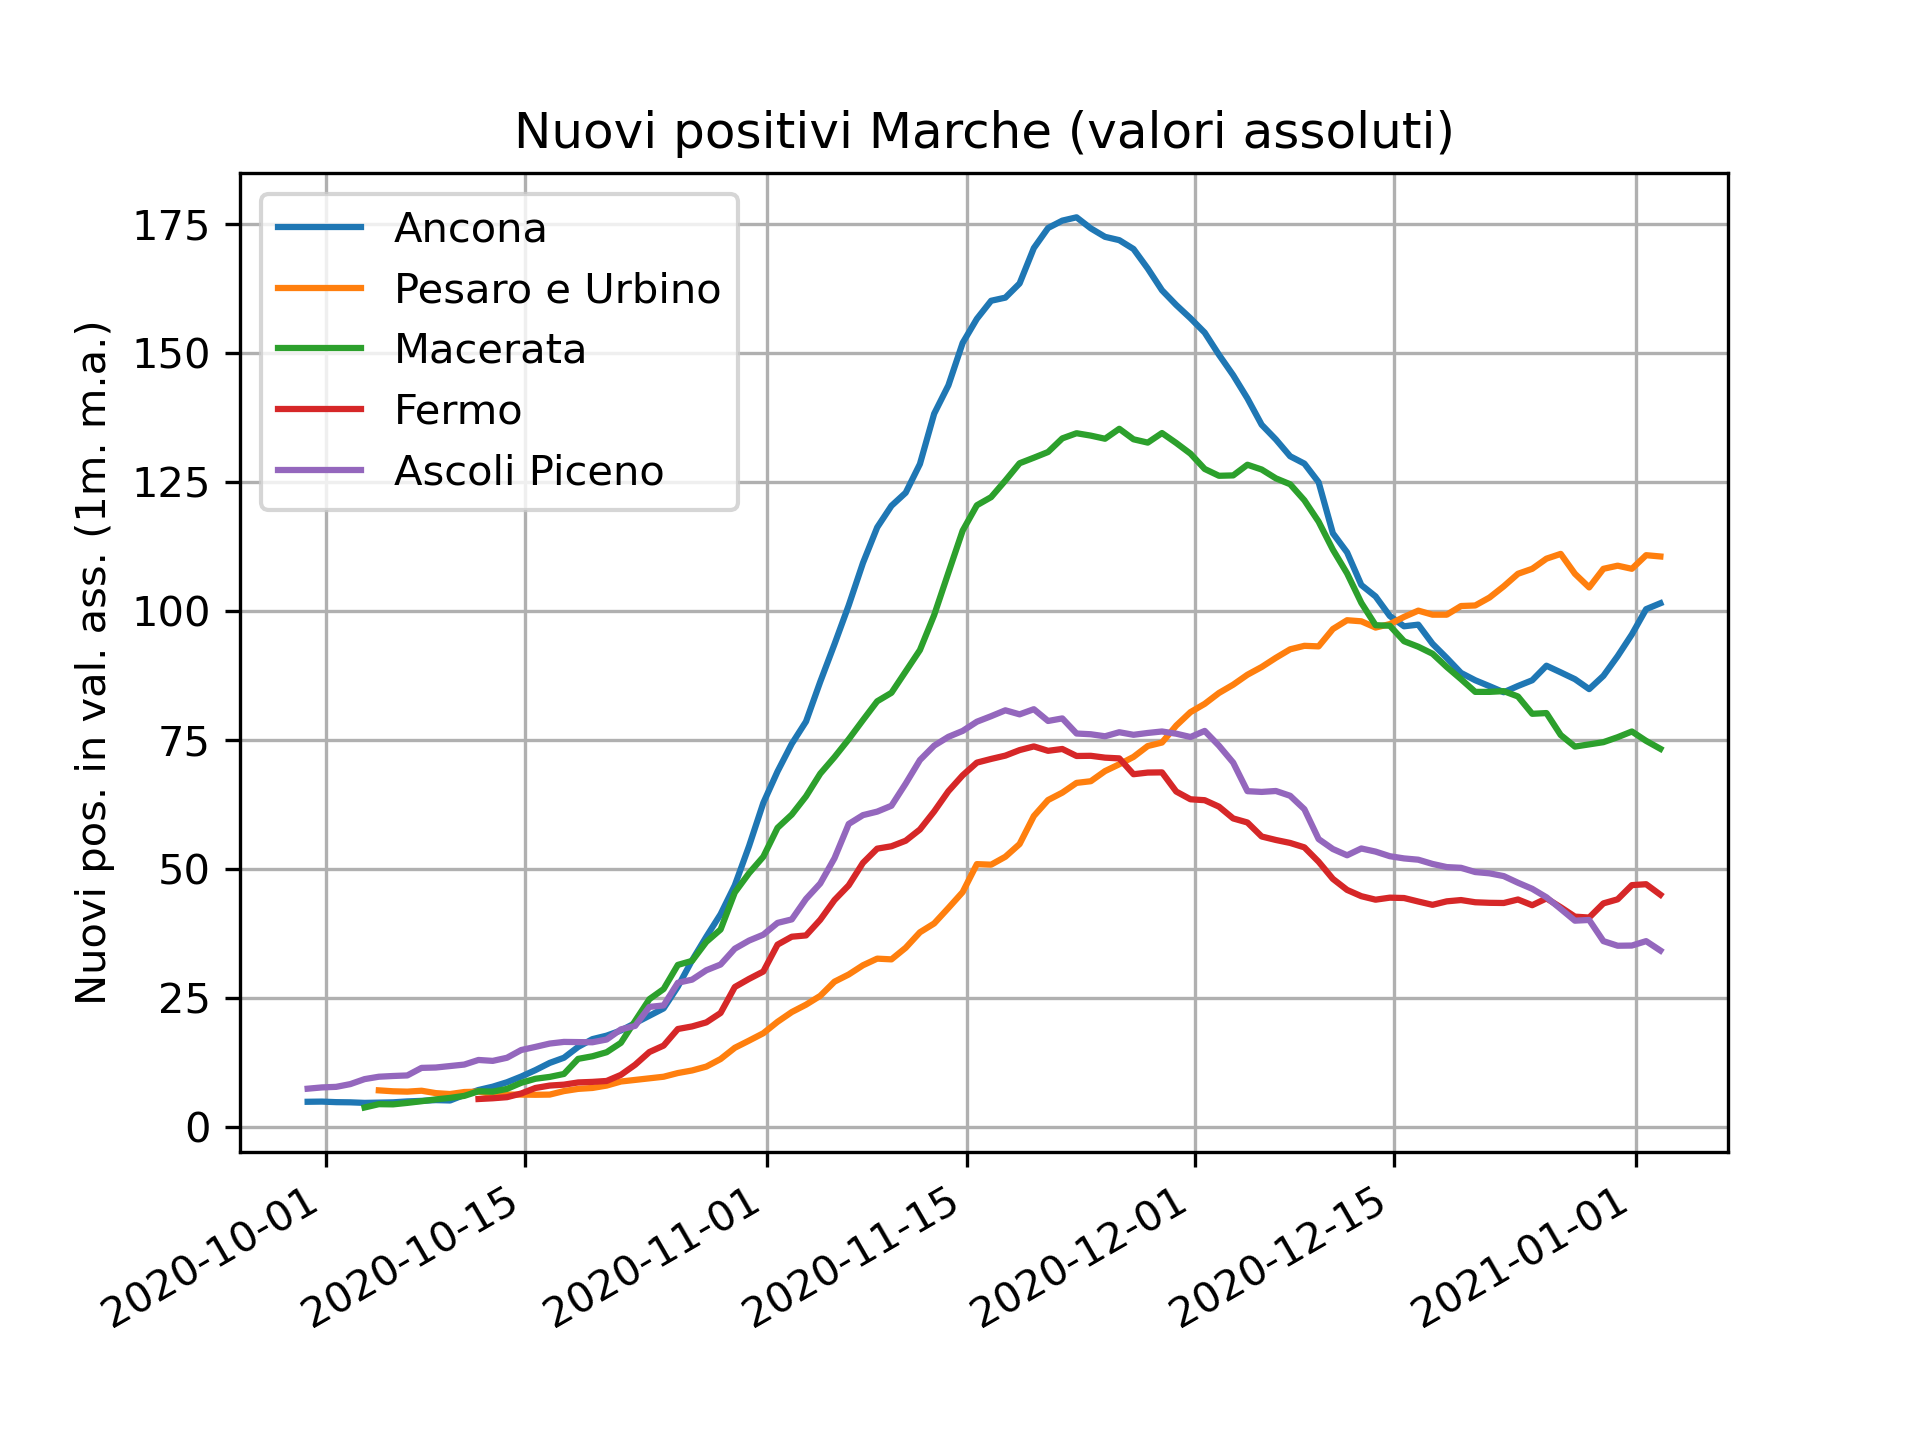 Nuovi positivi Marche (valori assoluti)
Nuovi pos. in val. ass. (1m. m.a.)
175
150
125
100
75
50
25
0
Ancona
Pesaro e Urbino
Macerata
Fermo
Ascoli Piceno
2020-10-01
2020-10-15
2020-11-01
2020-11-15
2020-12-01
2020-12-15
2021-01-01